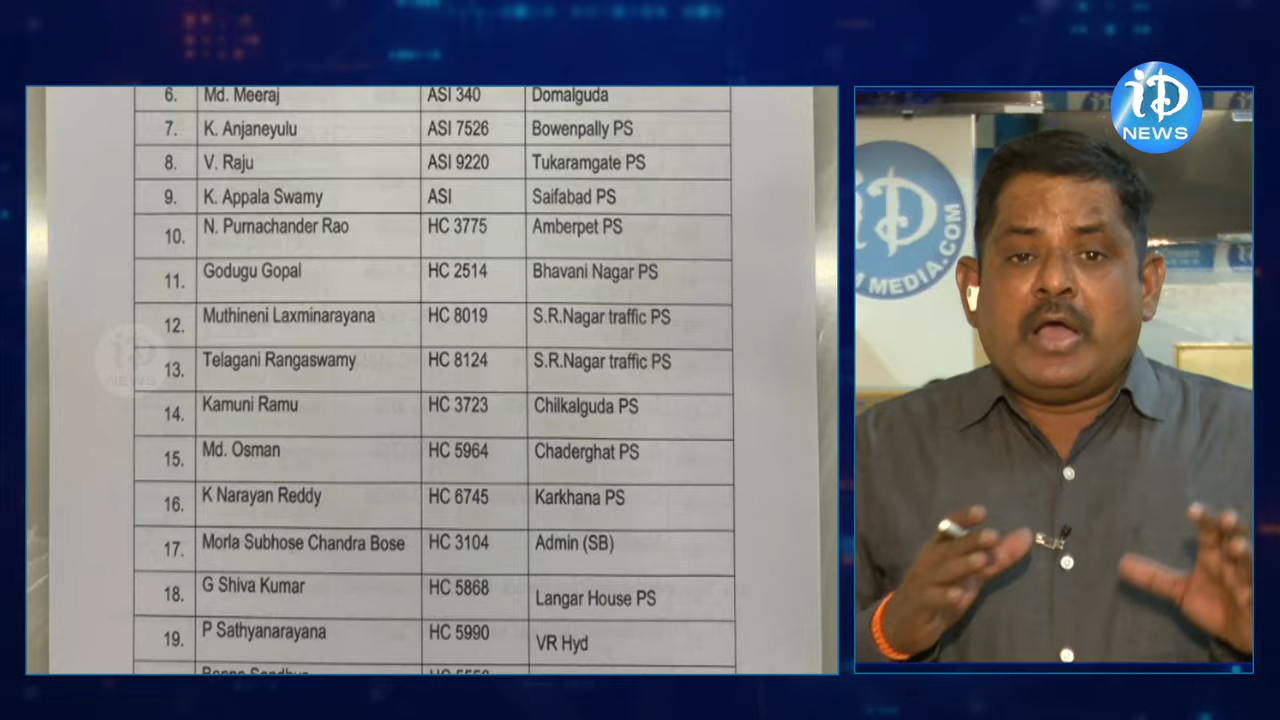 iD
NEWS
6. Md. Meeraj ASI 340 Domalguda
7. K. Anjaneyulu ASI 7526 Bowenpally PS
8. V. Raju ASI 9220 Tukaramgate PS
9. K. Appala Swamy ASI Saifabad PS
10. N. Purnachander Rao HC 3775 Amberpet PS
11. Godugu Gopal HC 2514 Bhavani Nagar PS
12. Muthineni Laxminarayana HC 8019 S.R.Nagar traffic PS
13. Telagani Rangaswamy HC 8124 S.R.Nagar traffic PS
14. Kamuni Ramu HC 3723 Chilkalguda PS
15. Md. Osman HC 5964 Chaderghat PS
16. K Narayan Reddy HC 6745 Karkhana PS
17. Morla Subhose Chandra Bose HC 3104 Admin (SB)
18. G Shiva Kumar HC 5868 Langar House PS
19. P Sathyanarayana HC 5990 VR Hyd
iD
NEWS
iD
M MEDIA.COM